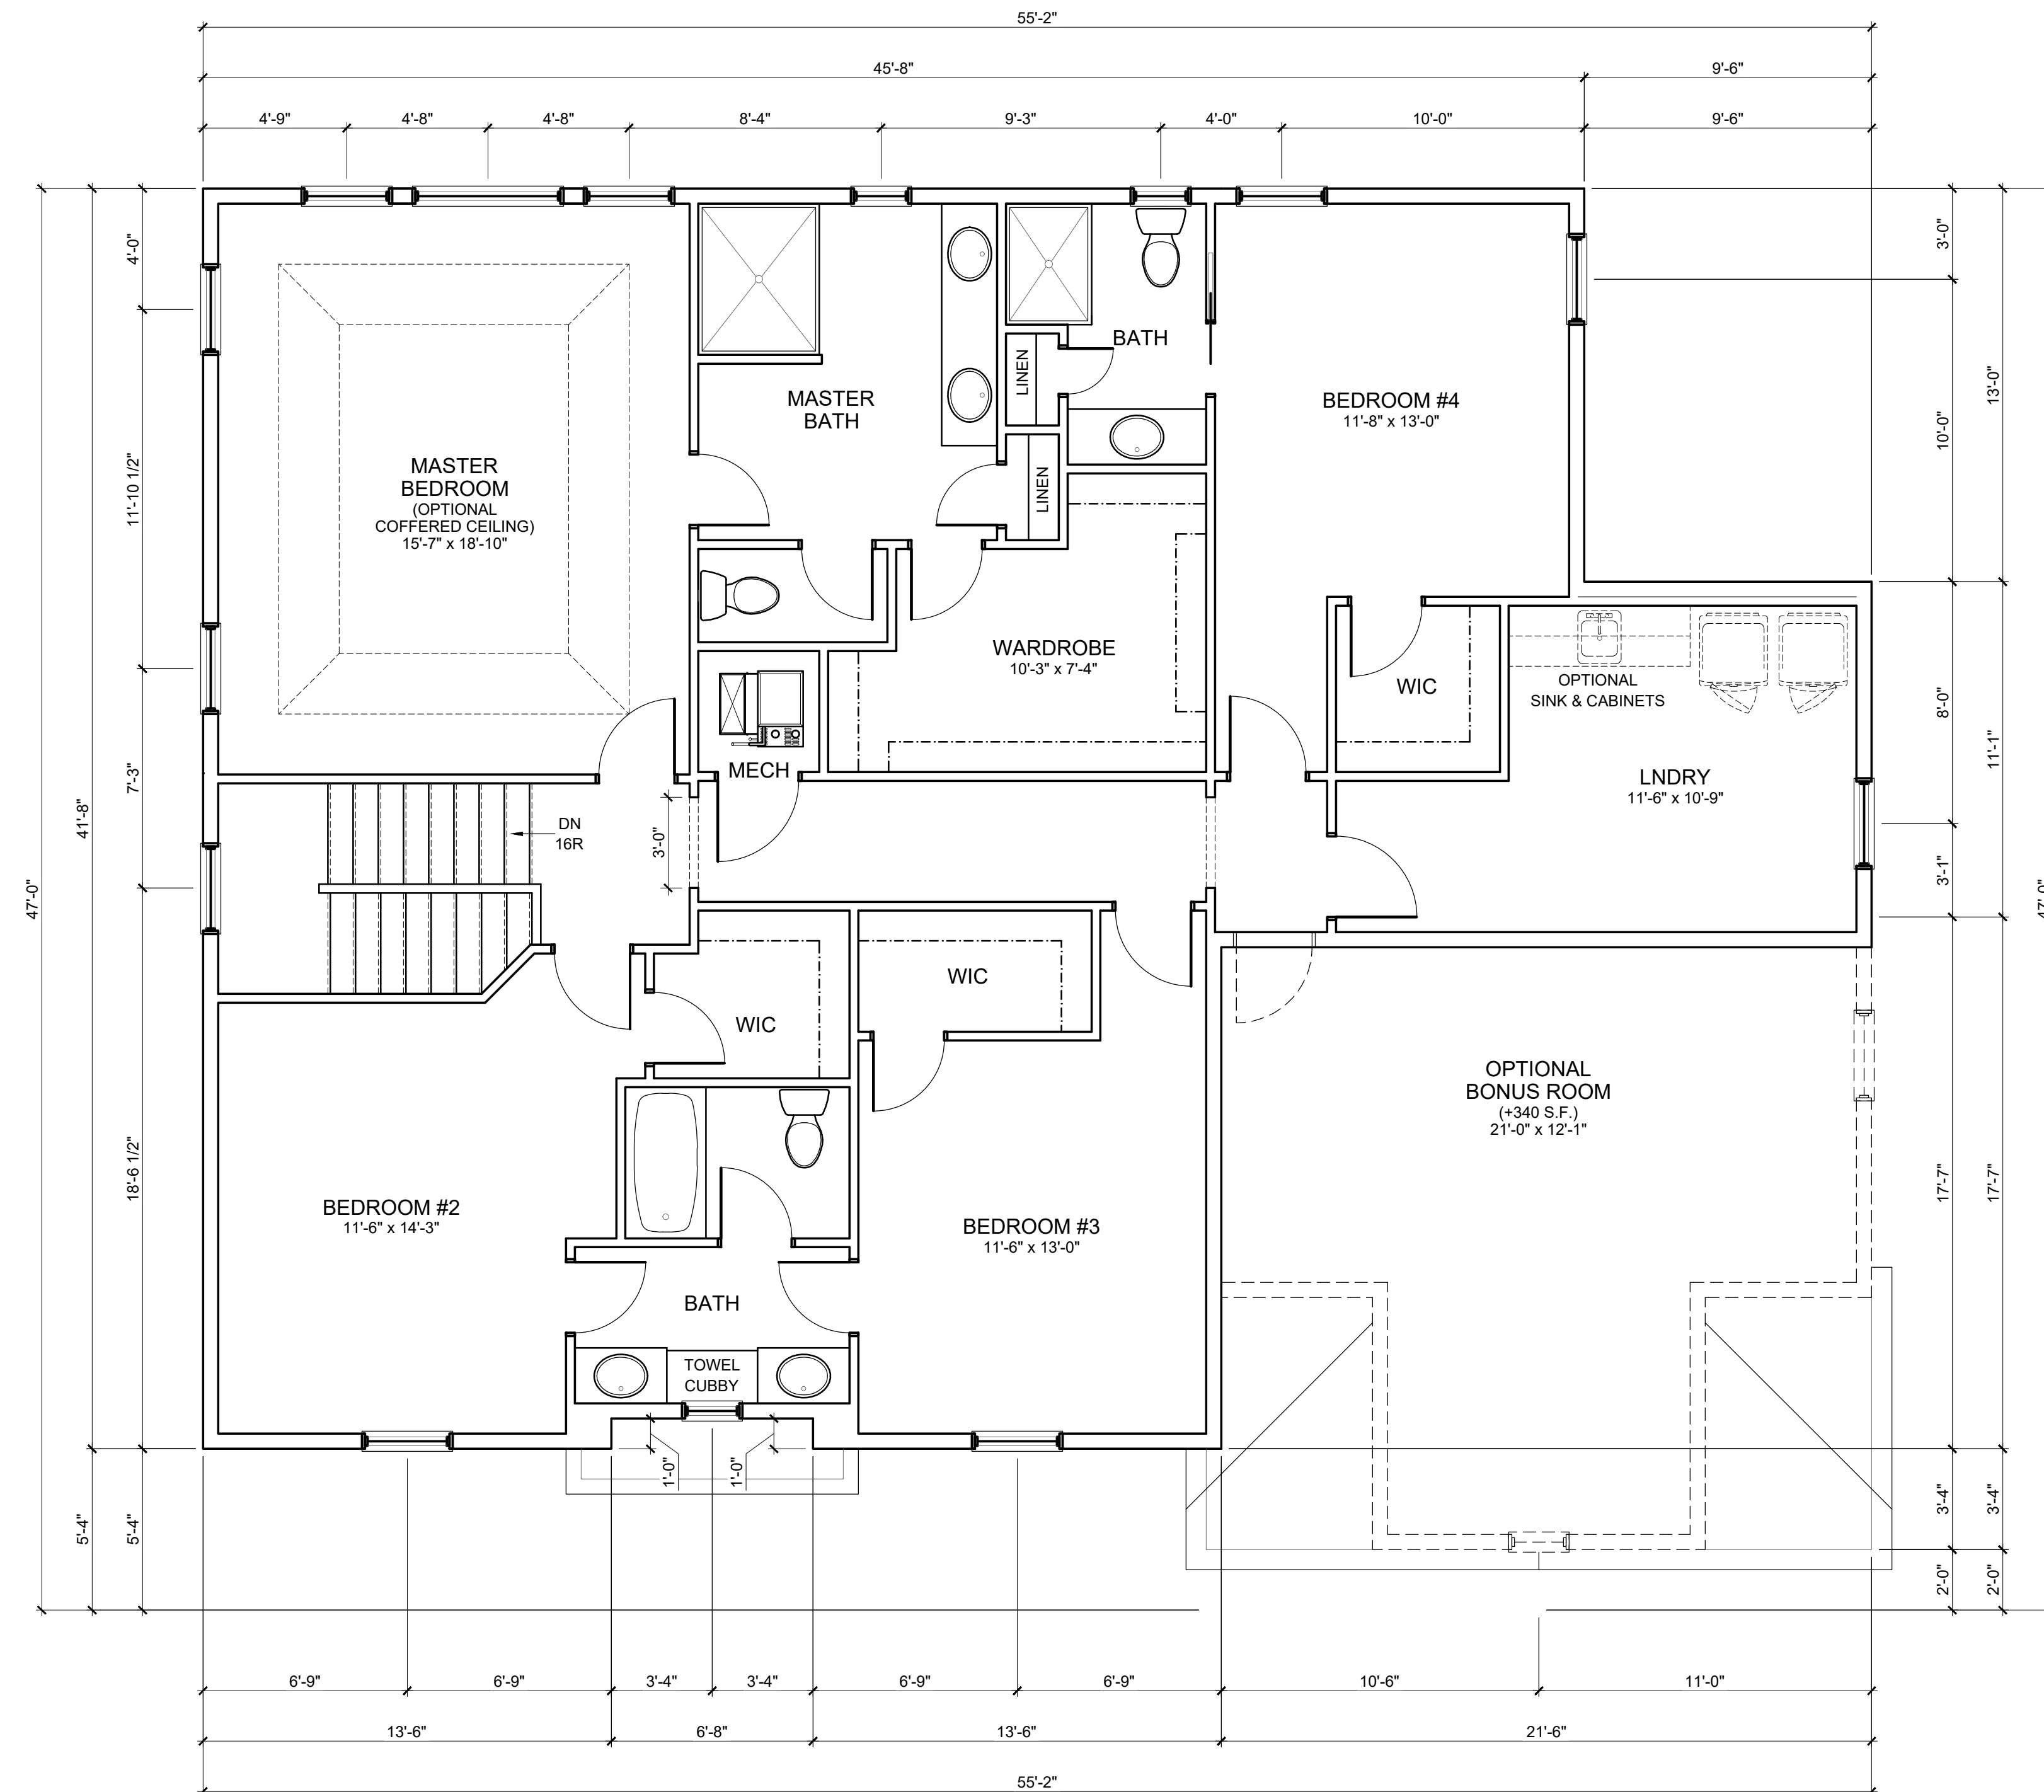 55'-2"
45'-8"
9'-6"
4'-9"
4'-8"
4'-8"
8'-4"
9'-3"
4'-0"
10'-0"
9'-6"
47'-0"
41'-8"
5'-4"
4'-0"
11'-10 1/2"
7'-3"
18'-6 1/2"
5'-4"
MASTER
BEDROOM
(OPTIONAL
COFFERED CEILING)
15'-7" x 18'-10"
MASTER
BATH
LINEN
LINEN
BATH
BEDROOM #4
11'-8" x 13'-0"
WARDROBE
10'-3" x 7'-4"
WIC
OPTIONAL
SINK & CABINETS
MECH
LNDRY
11'-6" x 10'-9"
DN
16R
3'-0"
WIC
WIC
OPTIONAL
BONUS ROOM
(+340 S.F.)
21'-0" x 12'-1"
BEDROOM #2
11'-6" x 14'-3"
BEDROOM #3
11'-6" x 13'-0"
BATH
TOWEL
CUBBY
1'-0"
1'-0"
3'-0"
10'-0"
8'-0"
3'-1"
17'-7"
3'-4"
2'-0"
13'-0"
11'-1"
17'-7"
3'-4"
2'-0"
6'-9"
6'-9"
3'-4"
3'-4"
6'-9"
6'-9"
10'-6"
11'-0"
13'-6"
6'-8"
13'-6"
21'-6"
55'-2"